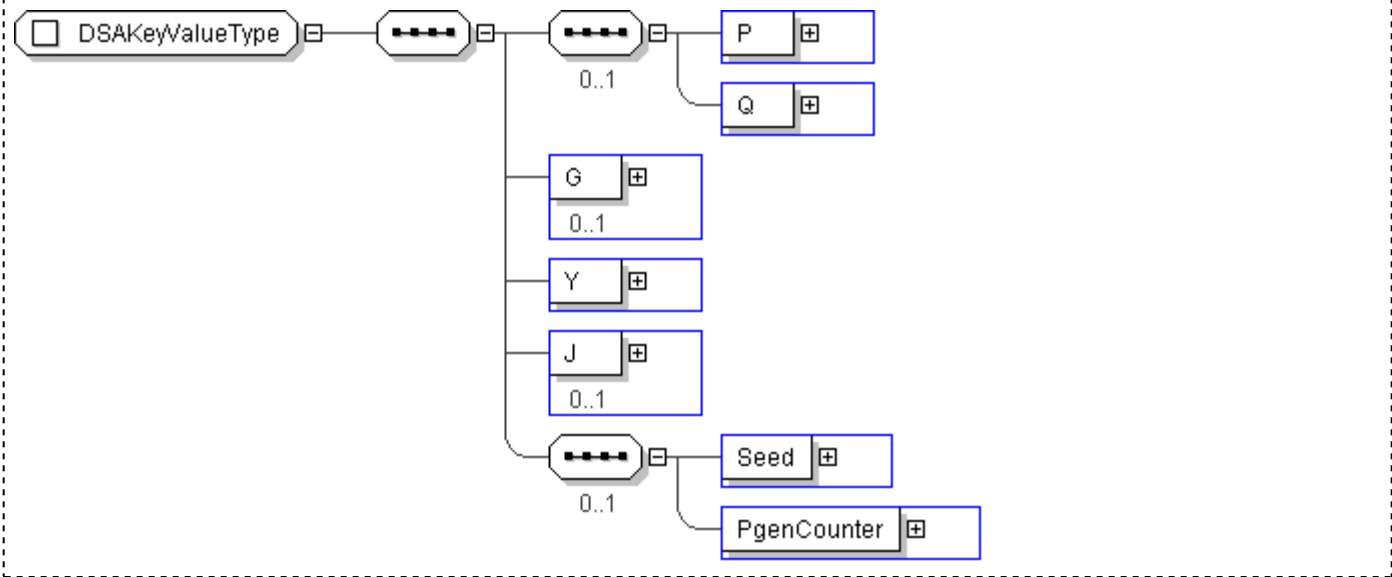 DSAKeyValueType
P
0..1
Q
G
0..1
Y
J
0..1
Seed
0..1
PgenCounter